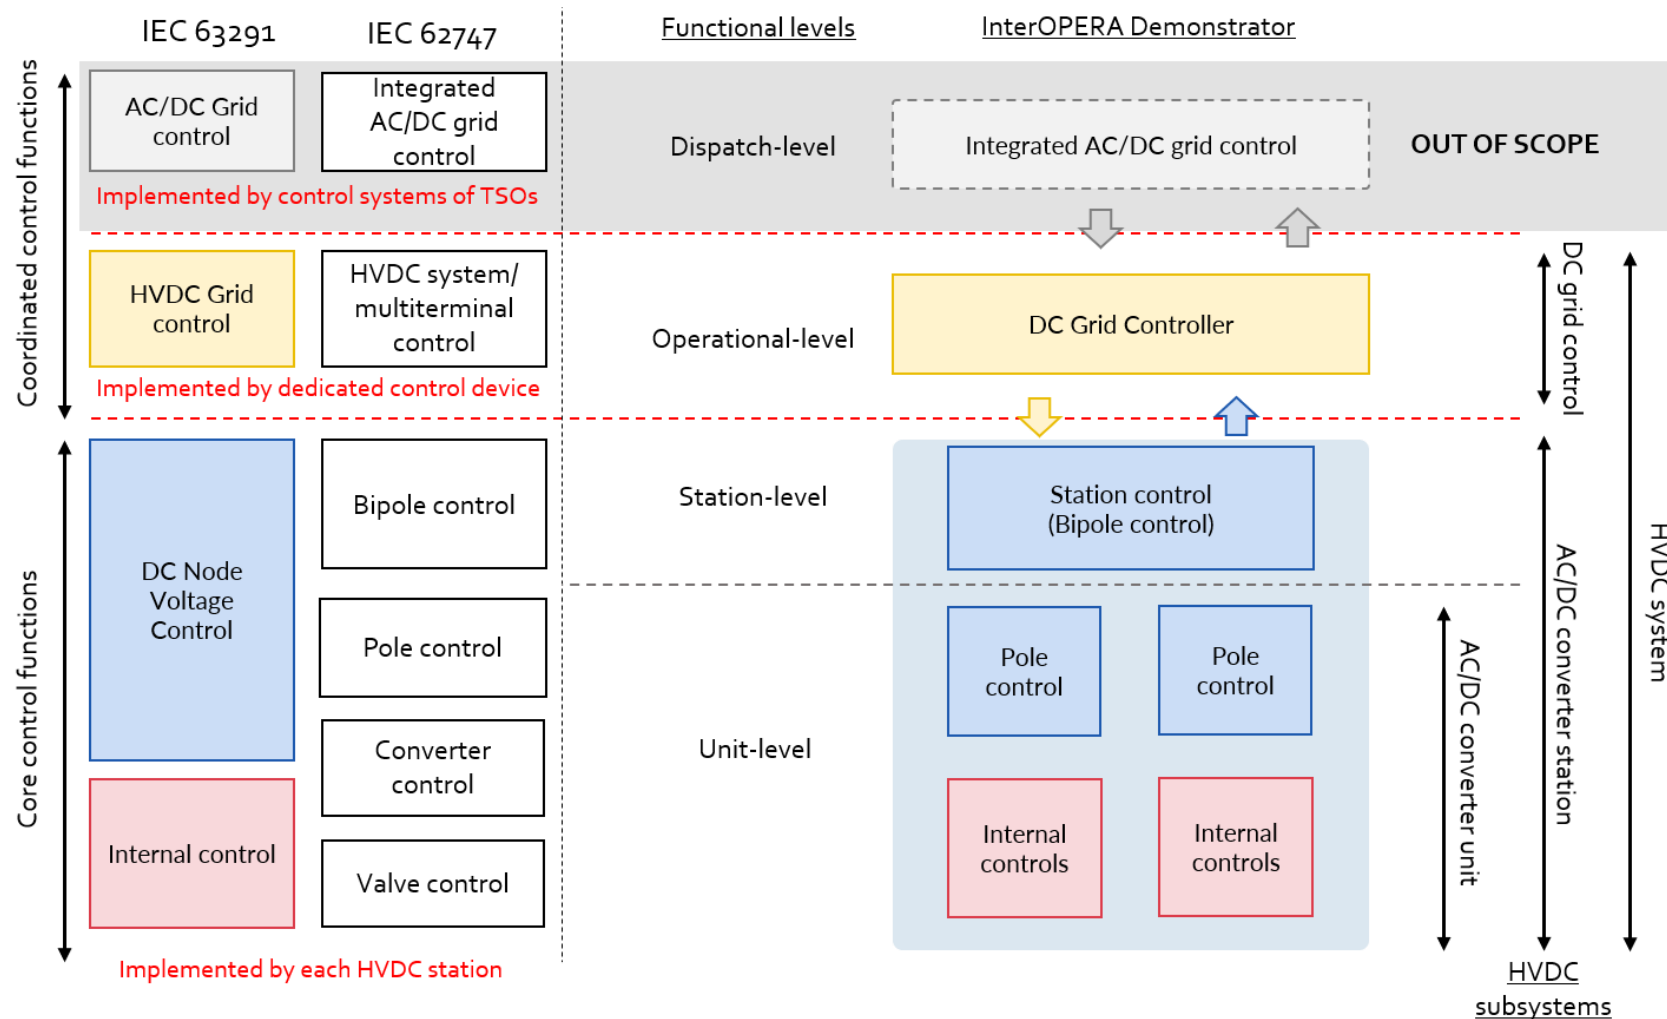 IEC 63291
IEC 62747
Functional levels
InterOPERA Demonstrator
Coordinated control functions
AC/DC Grid
control
Integrated
AC/DC grid
control
Implemented by control systems of TSOs
Dispatch-level
Integrated AC/DC grid control
OUT OF SCOPE
HVDC Grid
control
HVDC system/
multiterminal
control
Implemented by dedicated control device
Operational-level
DC Grid Controller
DC grid control
Core control functions
DC Node
Voltage
Control
Bipole control
Station-level
Station control
(Bipole control)
Pole control
Converter
control
Unit-level
Pole
control
Pole
control
Internal control
Valve control
Internal
controls
Internal
controls
AC/DC converter unit
AC/DC converter station
HVDC system
Implemented by each HVDC station
HVDC
subsystems